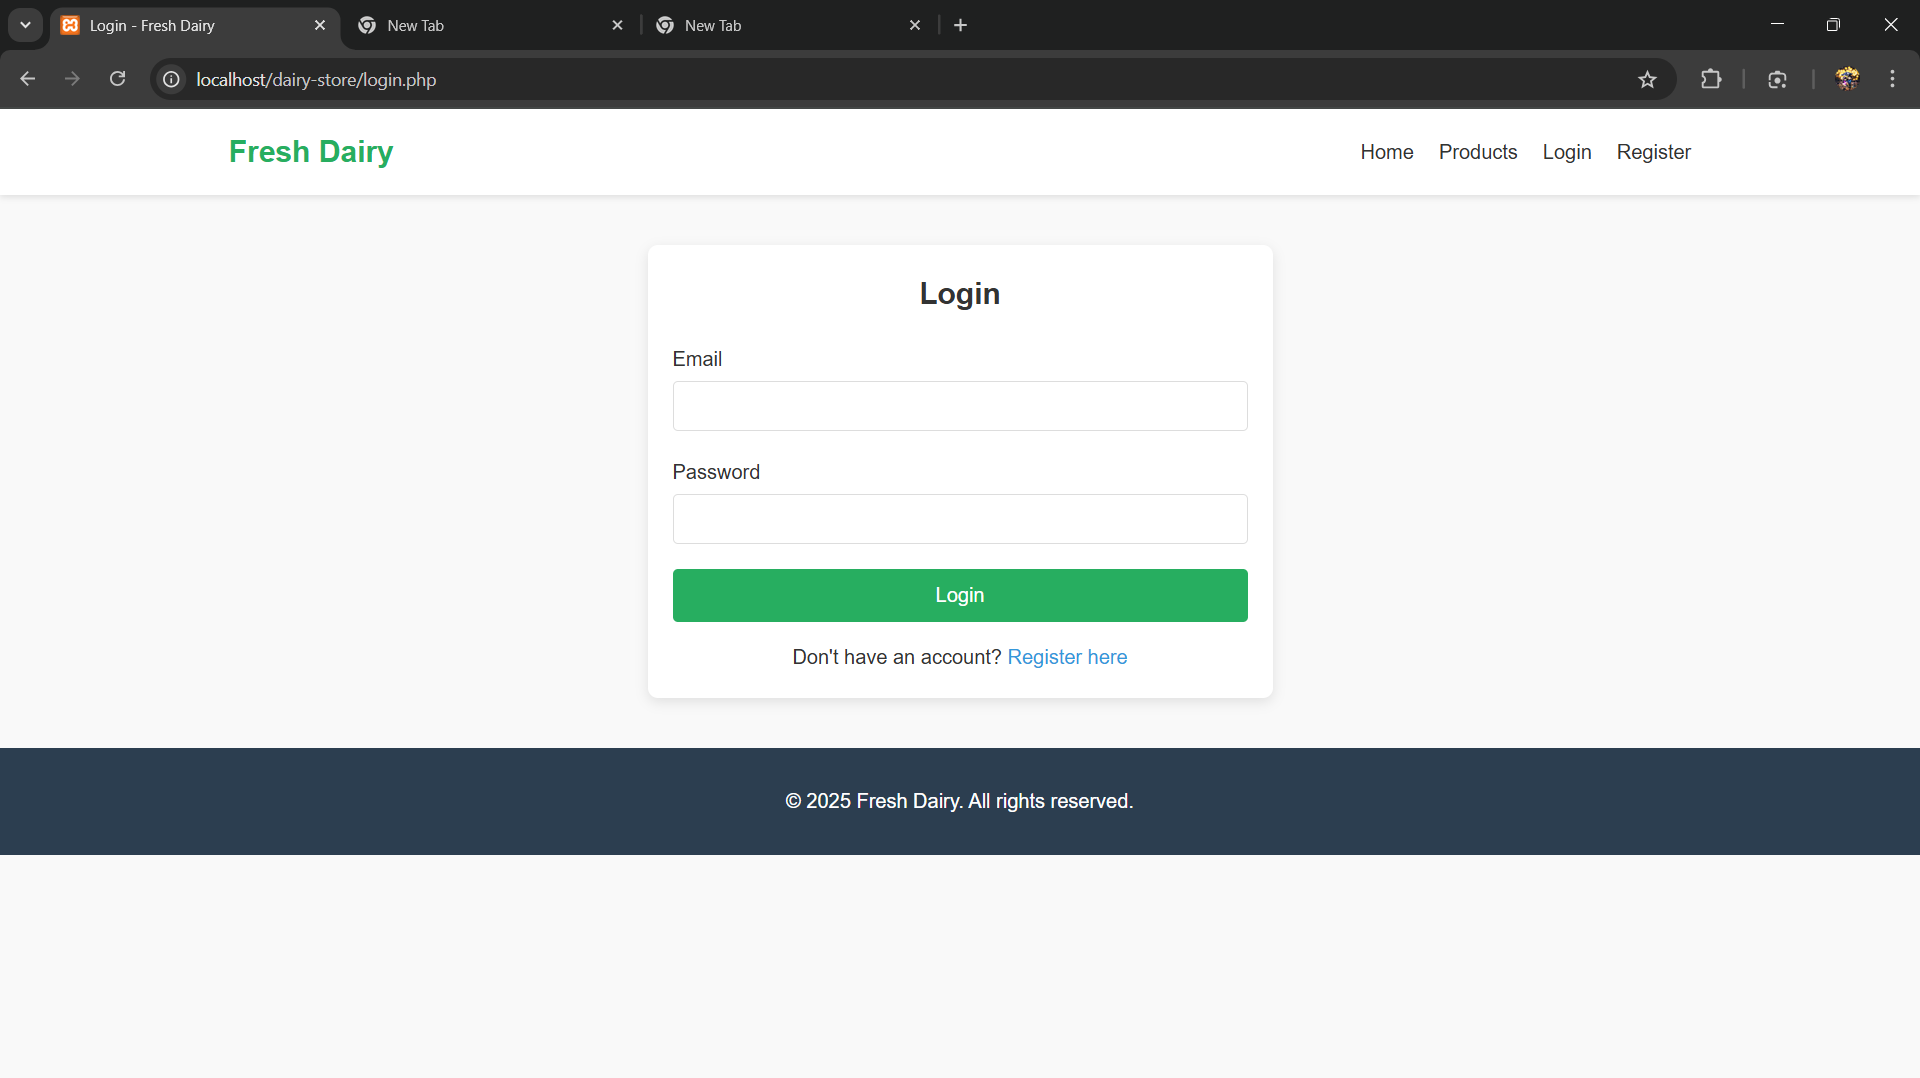 Login - Fresh Dairy
New Tab
New Tab
localhost/dairy-store/login.php
Fresh Dairy
Home Products Login Register
Login
Email
Password
Login
Don't have an account? Register here
© 2025 Fresh Dairy. All rights reserved.